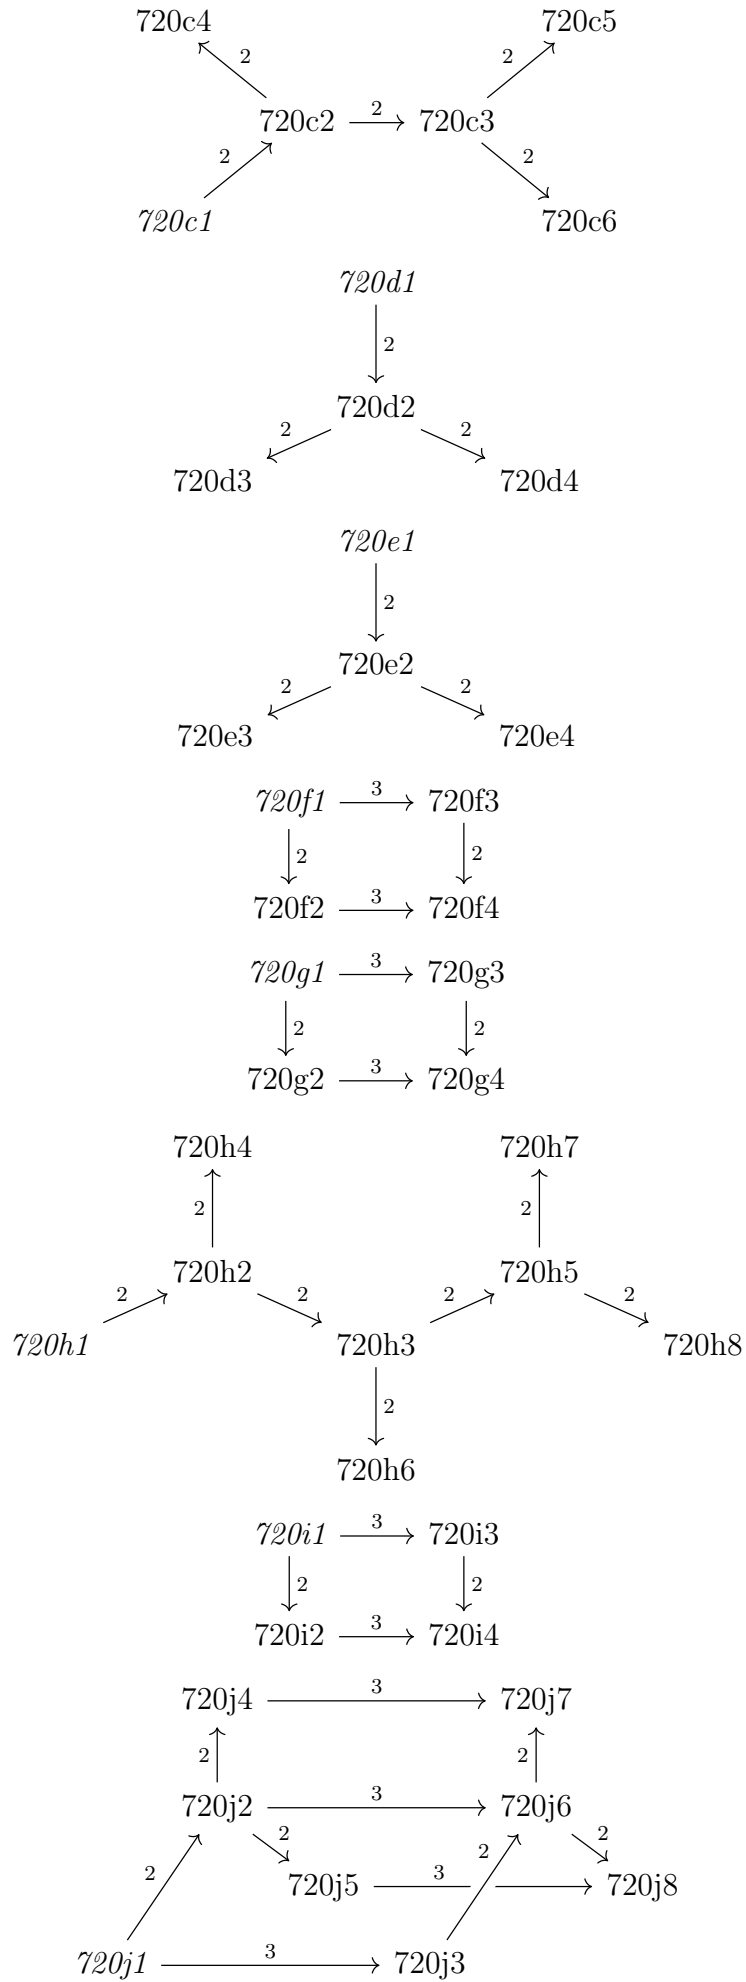 720c4 720c5
2 2
720c2 2 720c3
2 2
720c1 720c6
720d1
2
720d2
2 2
720d3 720d4
720e1
2
720e2
2 2
720e3 720e4
720f1 3 720f3
2 2
720f2 3 720f4
720g1 3 720g3
2 2
720g2 3 720g4
720h4 720h7
2 2
720h2 720h5
2 2 2 2
720h1 720h3 720h8
2
720h6
720i1 3 720i3
2 2
720i2 3 720i4
720j4 3 720j7
2 2
720j2 3 720j6
2 2 2
2 720j5 3 720j8
720j1 3 720j3